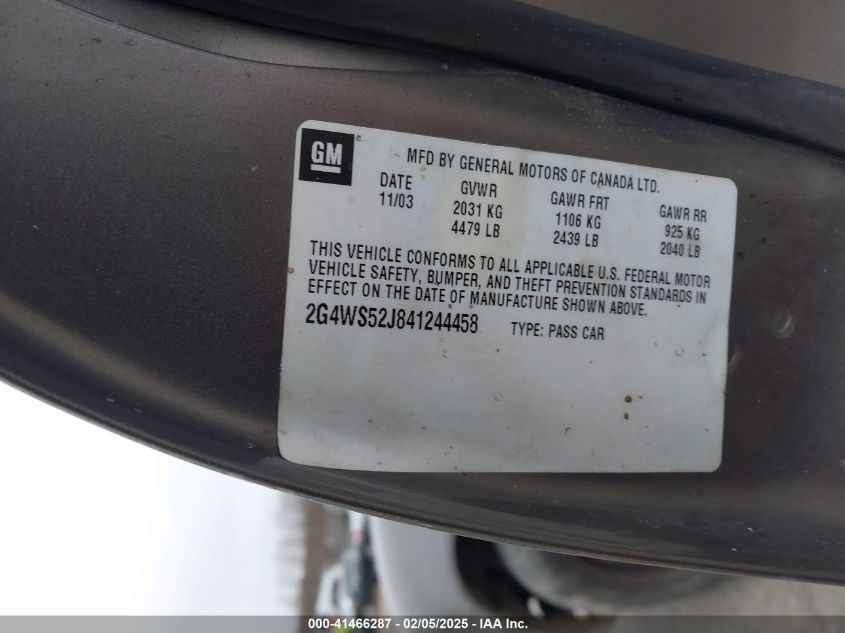 GM
MFD BY GENERAL MOTORS OF CANADA LTD.
DATE GVWR GAWR FRT GAWR RR
11/03 2031 KG 1106 KG 925 KG
4479 LB 2439 LB 2040 LB
THIS VEHICLE CONFORMS TO ALL APPLICABLE U.S. FEDERAL MOTOR
VEHICLE SAFETY, BUMPER, AND THEFT PREVENTION STANDARDS IN
EFFECT ON THE DATE OF MANUFACTURE SHOWN ABOVE.
2G4WS52J841244458 TYPE: PASS CAR
000-41466287 - 02/05/2025 - IAA Inc.